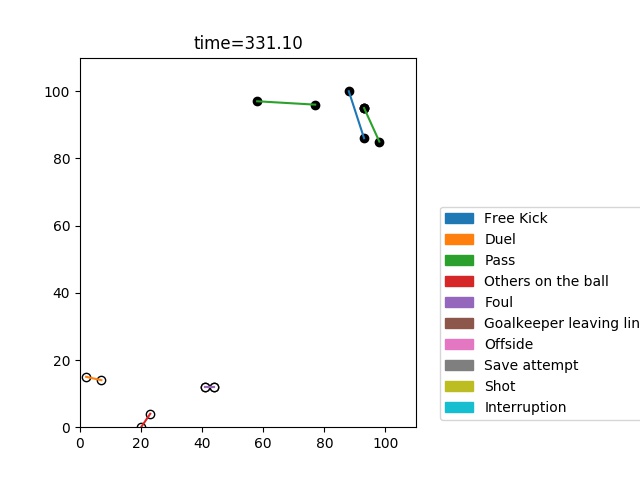 time=331.10
100
80
60
40
20
0
0 20 40 60 80 100
Free Kick
Duel
Pass
Others on the ball
Foul
Goalkeeper leaving lin
Offside
Save attempt
Shot
Interruption